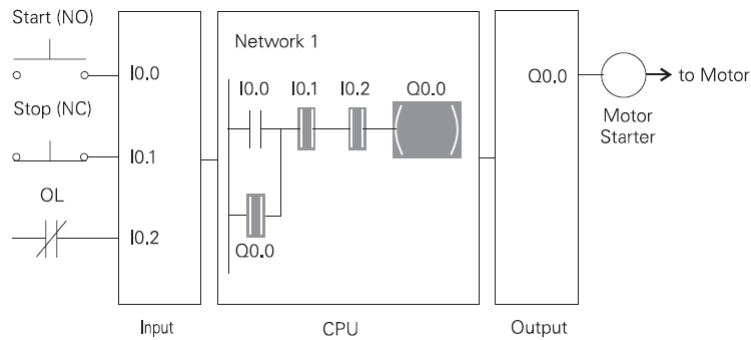 Start (NO)
I0.0
Stop (NC)
I0.1
OL
I0.2
Input
Network 1
I0.0 I0.1 I0.2 Q0.0
Q0.0
CPU
Q0.0
Output
to Motor
Motor
Starter